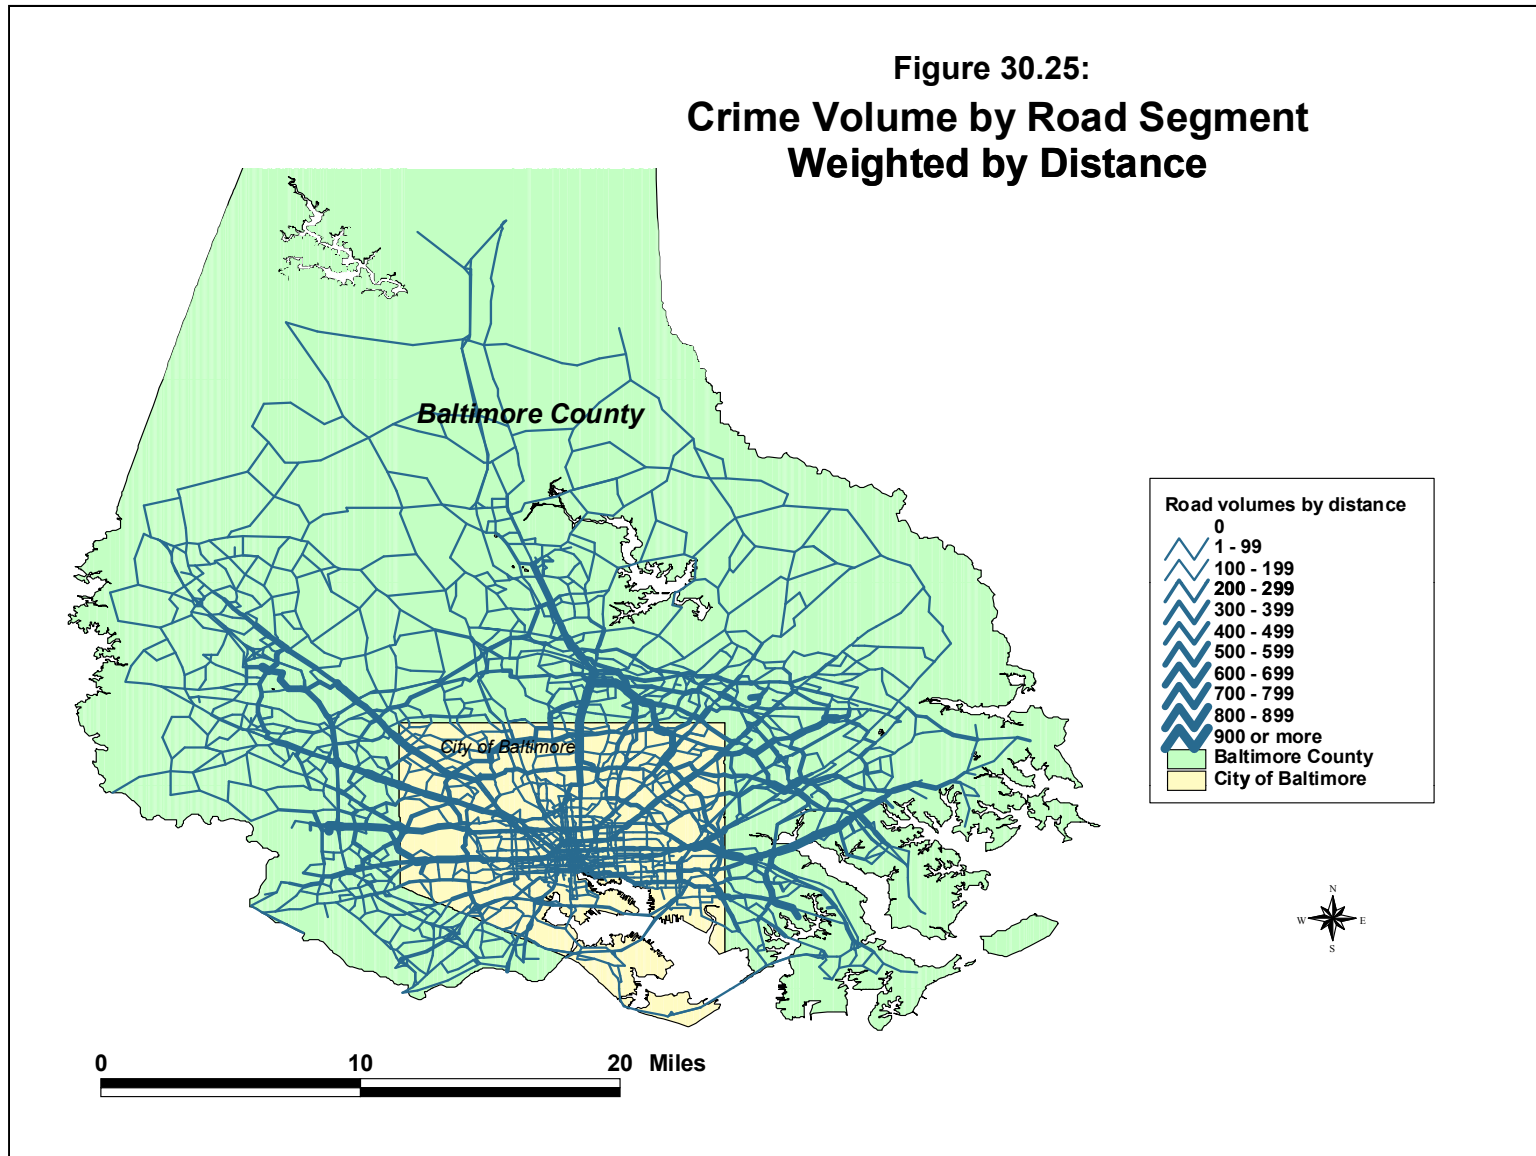 Figure 30.25:
Crime Volume by Road Segment
Weighted by Distance
Baltimore County
City of Baltimore
Road volumes by distance
0
1 - 99
100 - 199
200 - 299
300 - 399
400 - 499
500 - 599
600 - 699
700 - 799
800 - 899
900 or more
Baltimore County
City of Baltimore
N
W E
S
0 10 20 Miles